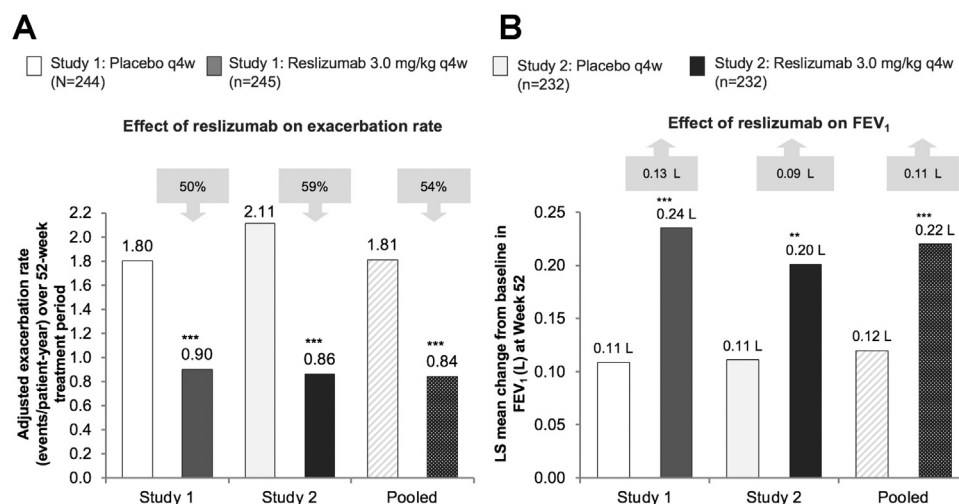 A
B
Study 1: Placebo q4w
(N=244)
Study 1: Reslizumab 3.0 mg/kg q4w
(n=245)
Study 2: Placebo q4w
(n=232)
Study 2: Reslizumab 3.0 mg/kg q4w
(n=232)
Effect of reslizumab on exacerbation rate
50%
59%
54%
Adjusted exacerbation rate
(events/patient-year) over 52-week
treatment period
2.2
2.0
1.8
1.6
1.4
1.2
1.0
0.8
0.6
0.4
0.2
0.0
1.80
***
0.90
2.11
***
0.86
1.81
***
0.84
Study 1
Study 2
Pooled
Effect of reslizumab on FEV₁
0.13 L
0.09 L
0.11 L
LS mean change from baseline in
FEV₁ (L) at Week 52
0.25
0.20
0.15
0.10
0.05
0.00
0.11 L
***
0.24 L
0.11 L
**
0.20 L
0.12 L
***
0.22 L
Study 1
Study 2
Pooled